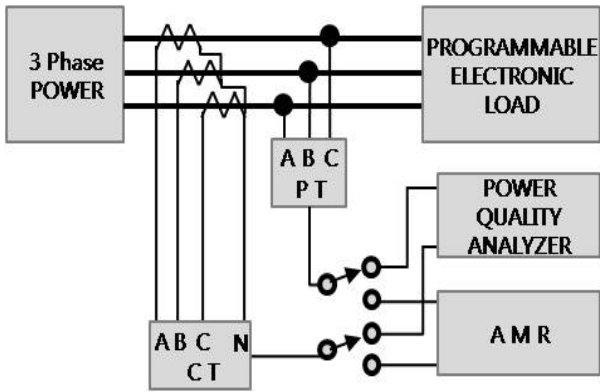 3 Phase
POWER
PROGRAMMABLE
ELECTRONIC
LOAD
A B C
P T
POWER
QUALITY
ANALYZER
A B C N
C T
A M R